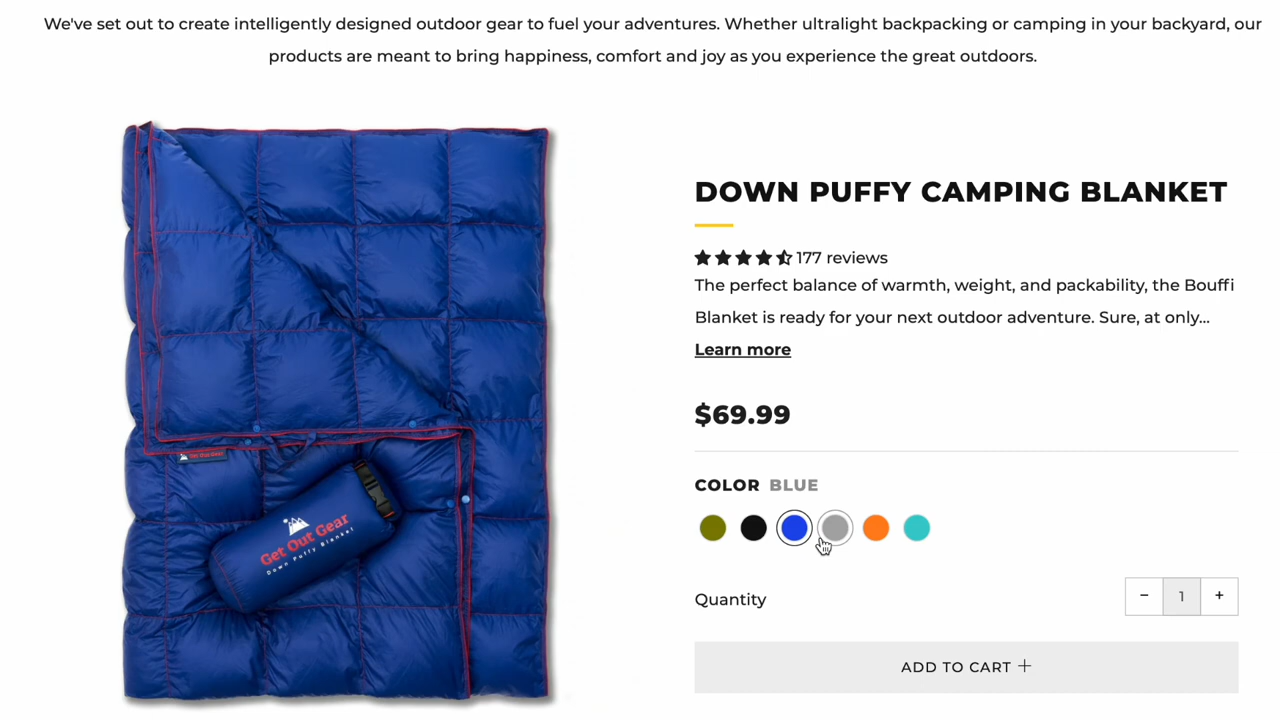 We've set out to create intelligently designed outdoor gear to fuel your adventures. Whether ultralight backpacking or camping in your backyard, our
products are meant to bring happiness, comfort and joy as you experience the great outdoors.
Get Out Gear
Get Out Gear
Down Puffy Blanket
DOWN PUFFY CAMPING BLANKET
177 reviews
The perfect balance of warmth, weight, and packability, the Bouffi
Blanket is ready for your next outdoor adventure. Sure, at only...
Learn more
$69.99
COLOR BLUE
Quantity
− 1 +
ADD TO CART +